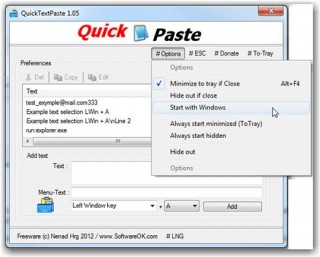 QuickTextPaste 1.05
Quick Paste
# Options # ESC # Donate # To-Tray
Preferences
Del Copy Edit
Text
test_exymple@mail.com333
Example text selection LWin + A
Example text selection LWin + A\nLine 2
run:explorer.exe
Options
Minimize to tray if Close Alt+F4
Hide out if close
Start with Windows
Always start minimized (ToTray)
Always start hidden
Hide out
Options
Add text
Text :
Menu-Text :
Left Window key + A Add
Freeware (c) by Nenad Hrg 2012 / www.SoftwareOK.com # LNG